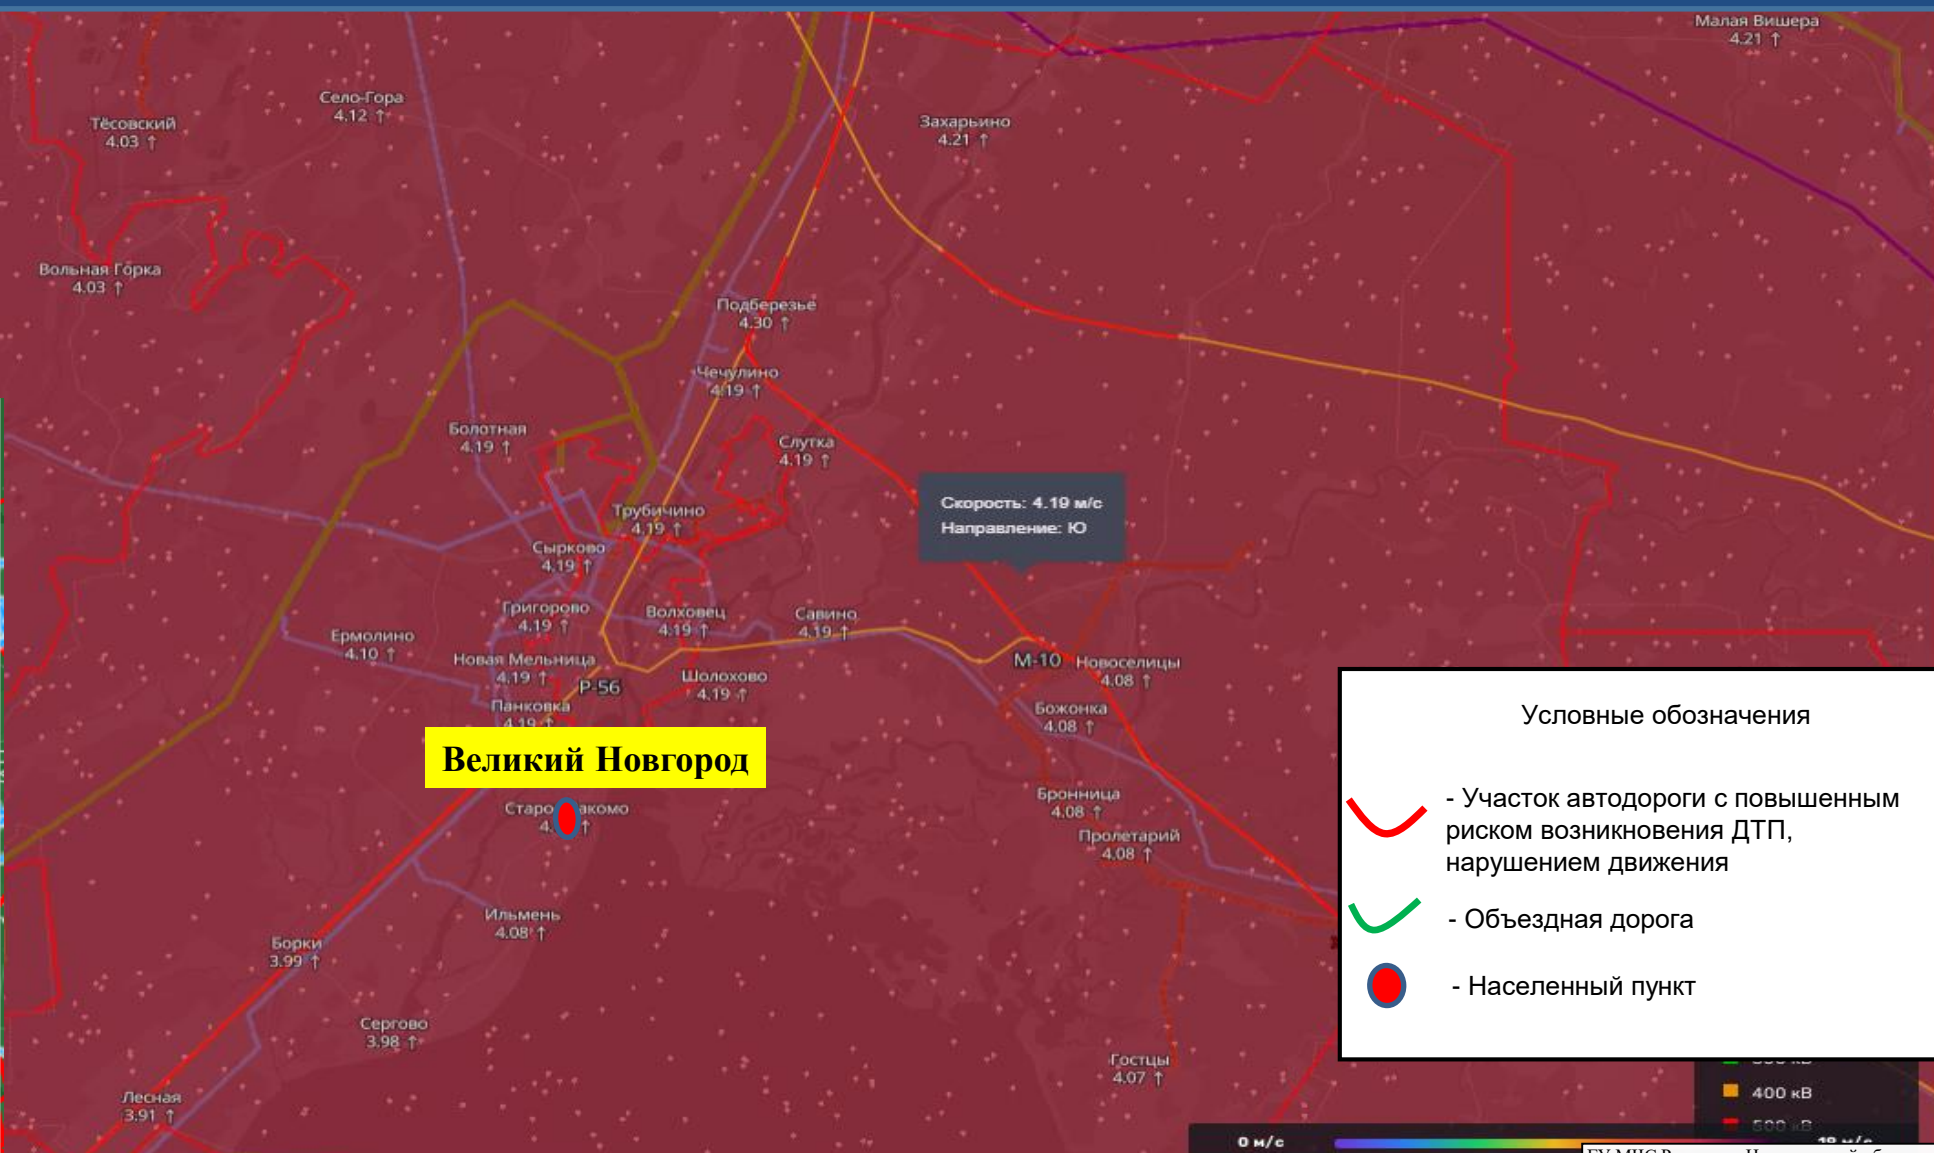 Малая Вишера
4.21 ↑
Село-Гора
4.12 ↑
Тёсовский
4.03 ↑
Захарьино
4.21 ↑
Вольная Горка
4.03 ↑
Подберезье
4.30 ↑
Чечулино
4.19 ↑
Болотная
4.19 ↑
Слутка
4.19 ↑
Скорость: 4.19 м/с
Направление: Ю
Трубичино
4.19 ↑
Сырково
4.19 ↑
Григорово
4.19 ↑
Волховец
4.19 ↑
Савино
4.19 ↑
Ермолино
4.10 ↑
Новая Мельница
4.19 ↑
Р-56
Шолохово
4.19 ↑
М-10
Новоселицы
4.08 ↑
Панковка
4.19 ↑
Божонка
4.08 ↑
Великий Новгород
Бронница
4.08 ↑
Пролетарий
4.08 ↑
Ильмень
4.08 ↑
Борки
3.99 ↑
Сергово
3.98 ↑
Гостцы
4.07 ↑
Лесная
3.91 ↑
Условные обозначения
- Участок автодороги с повышенным
риском возникновения ДТП,
нарушением движения
- Объездная дорога
- Населенный пункт
400 кВ
500 кВ
0 м/с